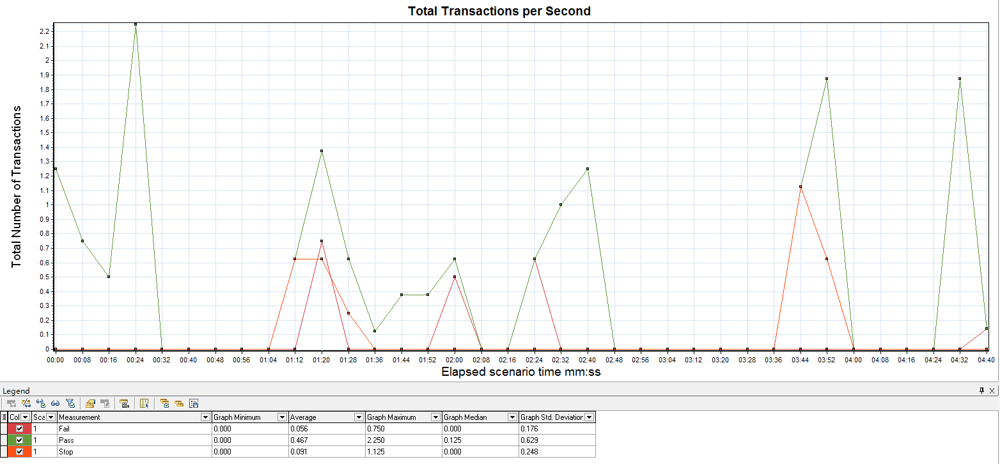 Total Transactions per Second
Total Number of Transactions
2.2
2.1
2
1.9
1.8
1.7
1.6
1.5
1.4
1.3
1.2
1.1
1
0.9
0.8
0.7
0.6
0.5
0.4
0.3
0.2
0.1
0
00:00 00:08 00:16 00:24 00:32 00:40 00:48 00:56 01:04 01:12 01:20 01:28 01:36 01:44 01:52 02:00 02:08 02:16 02:24 02:32 02:40 02:48 02:56 03:04 03:12 03:20 03:28 03:36 03:44 03:52 04:00 04:08 04:16 04:24 04:32 04:40
Elapsed scenario time mm:ss
Legend
Col Sca Measurement Graph Minimum Average Graph Maximum Graph Median Graph Std. Deviation
1 Fail 0.000 0.056 0.750 0.000 0.176
1 Pass 0.000 0.467 2.250 0.125 0.629
1 Stop 0.000 0.091 1.125 0.000 0.248